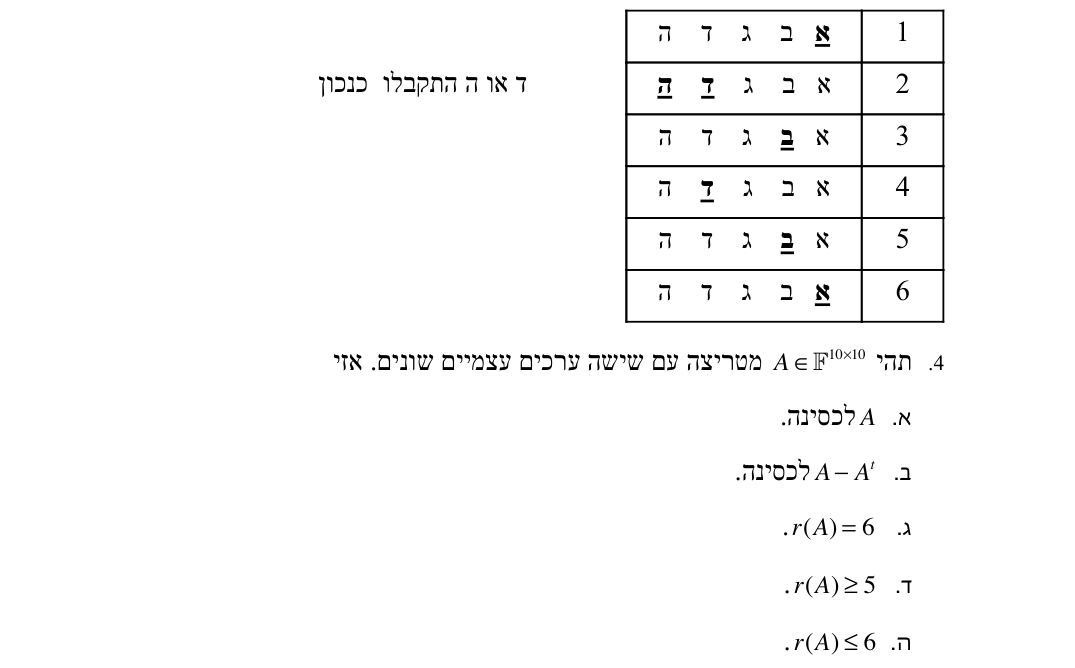 1 א ב ג ד ה
2 א ב ג ד ה ד או ה התקבלו כנכון
3 א ב ג ד ה
4 א ב ג ד ה
5 א ב ג ד ה
6 א ב ג ד ה
4. תהי A ∈ 𝔽^{10×10} מטריצה עם שישה ערכים עצמיים שונים. אזי
א. A לכסינה.
ב. A − A^t לכסינה.
ג. r(A) = 6.
ד. r(A) ≥ 5.
ה. r(A) ≤ 6.